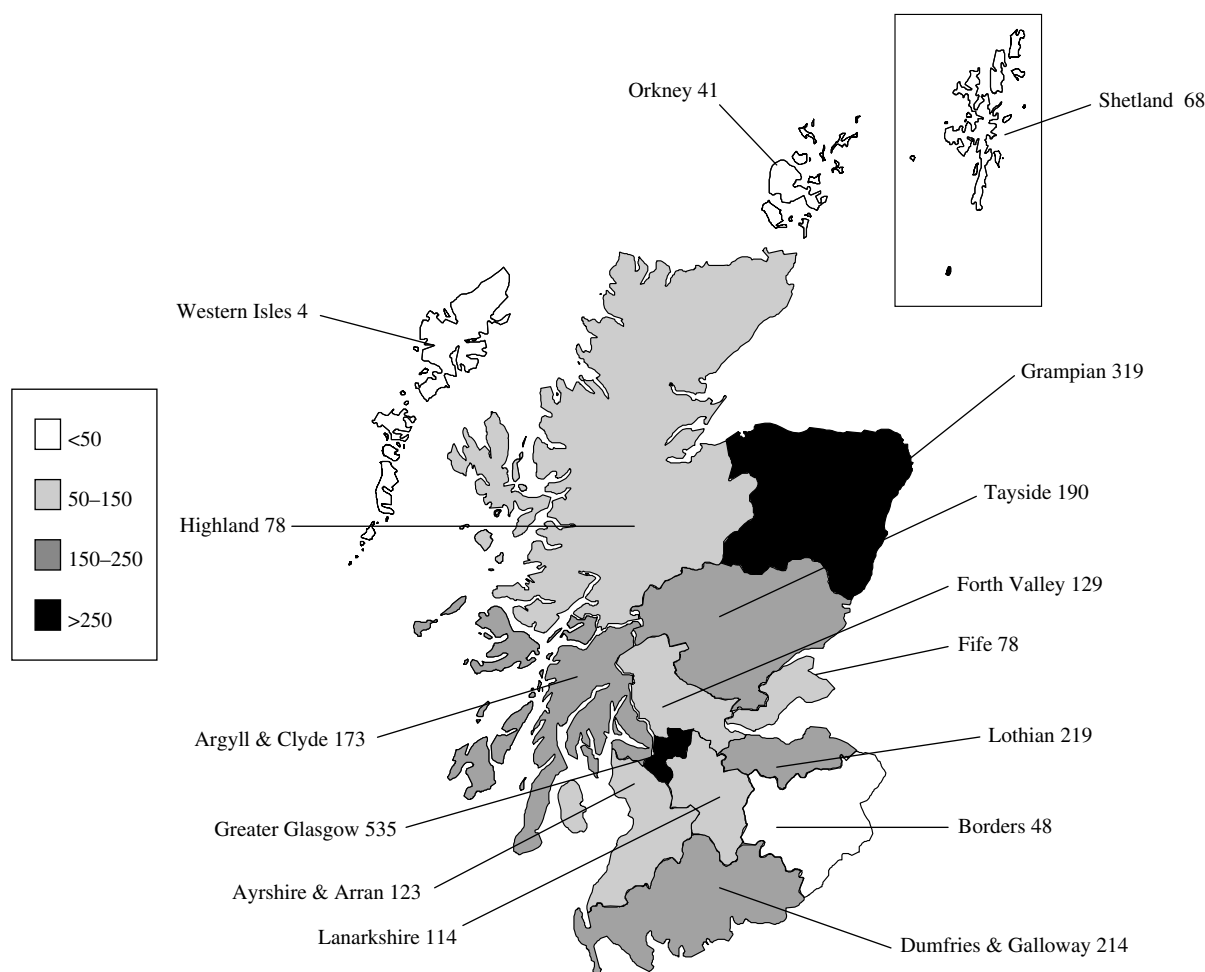 Orkney 41
Shetland 68
Western Isles 4
Grampian 319
<50
50–150
150–250
>250
Tayside 190
Highland 78
Forth Valley 129
Fife 78
Argyll & Clyde 173
Lothian 219
Greater Glasgow 535
Borders 48
Ayrshire & Arran 123
Lanarkshire 114
Dumfries & Galloway 214